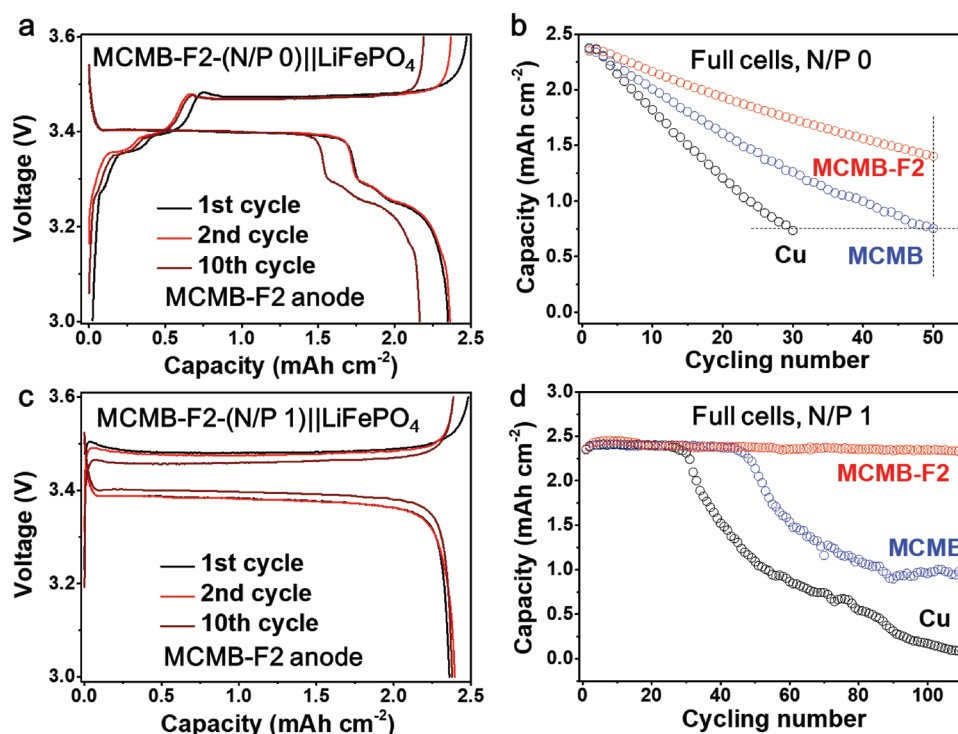 a
MCMB-F2-(N/P 0)||LiFePO4
3.6
3.4
3.2
3.0
Voltage (V)
1st cycle
2nd cycle
10th cycle
MCMB-F2 anode
0.0 0.5 1.0 1.5 2.0 2.5
Capacity (mAh cm-2)
b
Full cells, N/P 0
2.5
2.0
1.5
1.0
0.5
0.0
Capacity (mAh cm-2)
MCMB-F2
Cu
MCMB
0 10 20 30 40 50
Cycling number
c
MCMB-F2-(N/P 1)||LiFePO4
3.6
3.4
3.2
3.0
Voltage (V)
1st cycle
2nd cycle
10th cycle
MCMB-F2 anode
0.0 0.5 1.0 1.5 2.0 2.5
Capacity (mAh cm-2)
d
Full cells, N/P 1
3.0
2.5
2.0
1.5
1.0
0.5
0.0
Capacity (mAh cm-2)
MCMB-F2
MCMB
Cu
0 20 40 60 80 100
Cycling number